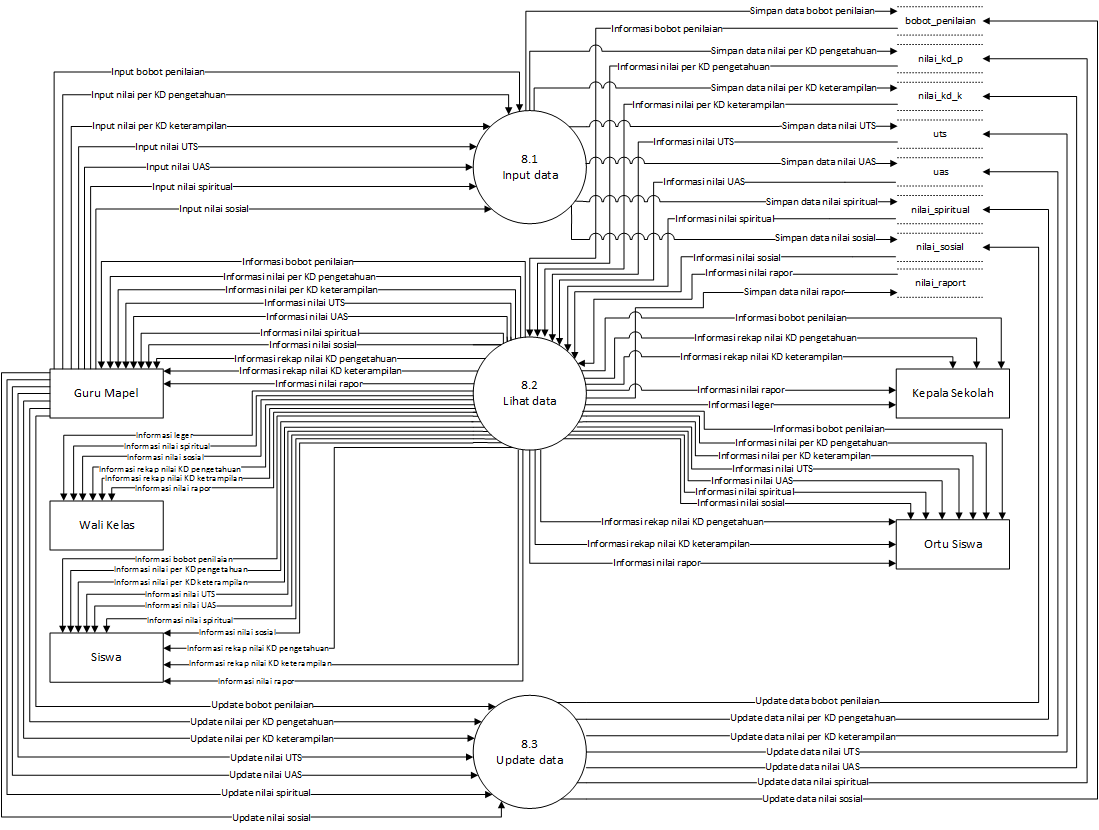 Simpan data bobot penilaian
bobot_penilaian
Informasi bobot penilaian
Simpan data nilai per KD pengetahuan
nilai_kd_p
Informasi nilai per KD pengetahuan
Input bobot penilaian
Simpan data nilai per KD keterampilan
Input nilai per KD pengetahuan
nilai_kd_k
Informasi nilai per KD keterampilan
Input nilai per KD keterampilan
Simpan data nilai UTS
uts
Informasi nilai UTS
Input nilai UTS
8.1
Input data
Simpan data nilai UAS
Input nilai UAS
uas
Informasi nilai UAS
Input nilai spiritual
Simpan data nilai spiritual
Input nilai sosial
nilai_spiritual
Informasi nilai spiritual
Simpan data nilai sosial
nilai_sosial
Informasi nilai sosial
Informasi bobot penilaian
Informasi nilai rapor
Informasi nilai per KD pengetahuan
nilai_raport
Informasi nilai per KD keterampilan
Simpan data nilai rapor
Informasi nilai UTS
Informasi nilai UAS
Informasi bobot penilaian
Informasi nilai spiritual
Informasi rekap nilai KD pengetahuan
Informasi nilai sosial
Informasi rekap nilai KD pengetahuan
Informasi rekap nilai KD keterampilan
Informasi rekap nilai KD keterampilan
Informasi nilai rapor
8.2
Lihat data
Informasi nilai rapor
Guru Mapel
Kepala Sekolah
Informasi leger
Informasi leger
Informasi nilai spiritual
Informasi nilai sosial
Informasi rekap nilai KD pengetahuan
Informasi rekap nilai KD ketrampilan
Informasi nilai rapor
Informasi bobot penilaian
Informasi nilai per KD pengetahuan
Informasi nilai per KD keterampilan
Informasi nilai UTS
Informasi nilai UAS
Informasi nilai spiritual
Informasi nilai sosial
Wali Kelas
Informasi rekap nilai KD pengetahuan
Informasi rekap nilai KD keterampilan
Ortu Siswa
Informasi nilai rapor
Informasi bobot penilaian
Informasi nilai per KD pengetahuan
Informasi nilai per KD keterampilan
Informasi nilai UTS
Informasi nilai UAS
Informasi nilai spiritual
Informasi nilai sosial
Informasi rekap nilai KD pengetahuan
Siswa
Informasi rekap nilai KD keterampilan
Informasi nilai rapor
Update bobot penilaian
Update nilai per KD pengetahuan
Update nilai per KD keterampilan
Update nilai UTS
Update nilai UAS
Update nilai spiritual
Update nilai sosial
8.3
Update data
Update data bobot penilaian
Update data nilai per KD pengetahuan
Update data nilai per KD keterampilan
Update data nilai UTS
Update data nilai UAS
Update data nilai spiritual
Update data nilai sosial